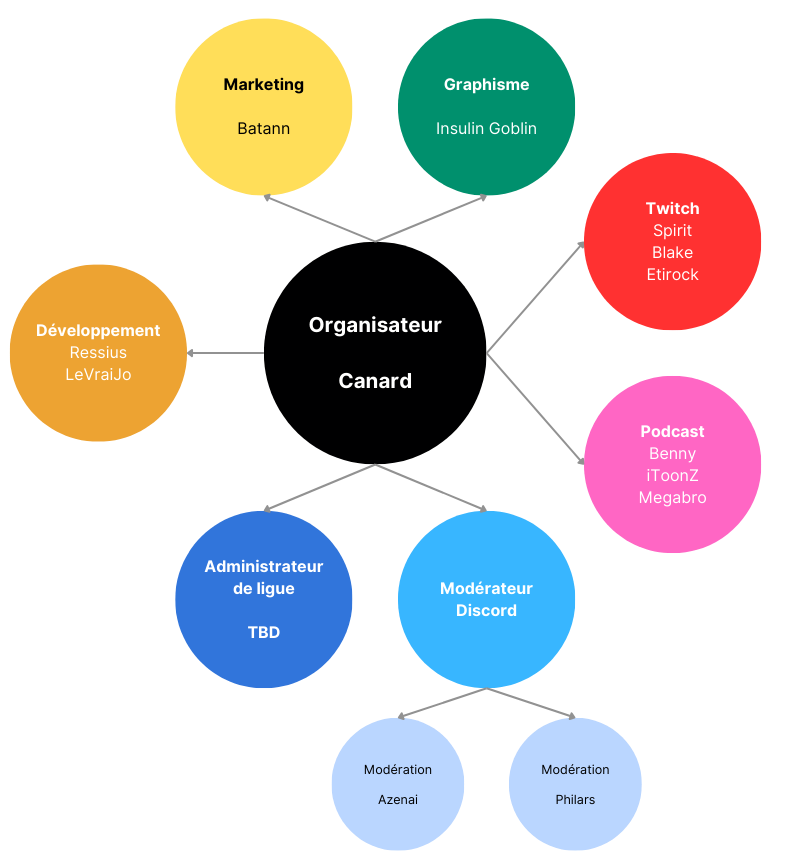 Marketing
Batann
Graphisme
Insulin Goblin
Twitch
Spirit
Blake
Etirock
Développement
Ressius
LeVraiJo
Organisateur
Canard
Podcast
Benny
iToonZ
Megabro
Administrateur
de ligue
TBD
Modérateur
Discord
Modération
Azenai
Modération
Philars